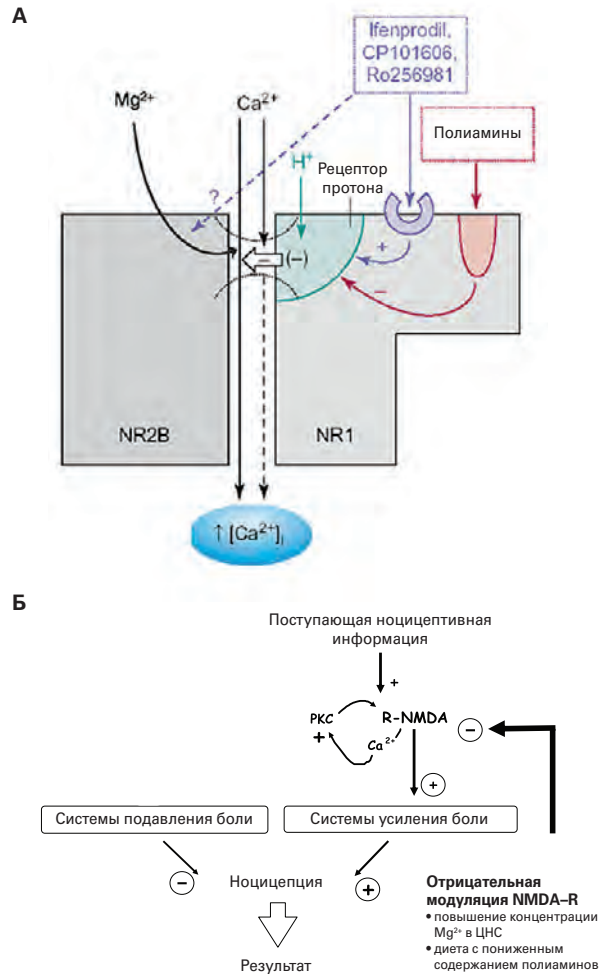 А
Ifenprodil,
CP101606,
Ro256981
Mg²⁺
Ca²⁺
Полиамины
H⁺
Рецептор
протона
?
+
–
(–)
–
NR2B
NR1
↑ [Ca²⁺]i
Б
Поступающая ноцицептивная
информация
+
PKC
R–NMDA
–
+
Ca²⁺
+
Системы подавления боли
Системы усиления боли
–
Ноцицепция
+
Отрицательная
модуляция NMDA–R
• повышение концентрации
Mg²⁺ в ЦНС
• диета с пониженным
содержанием полиаминов
Результат